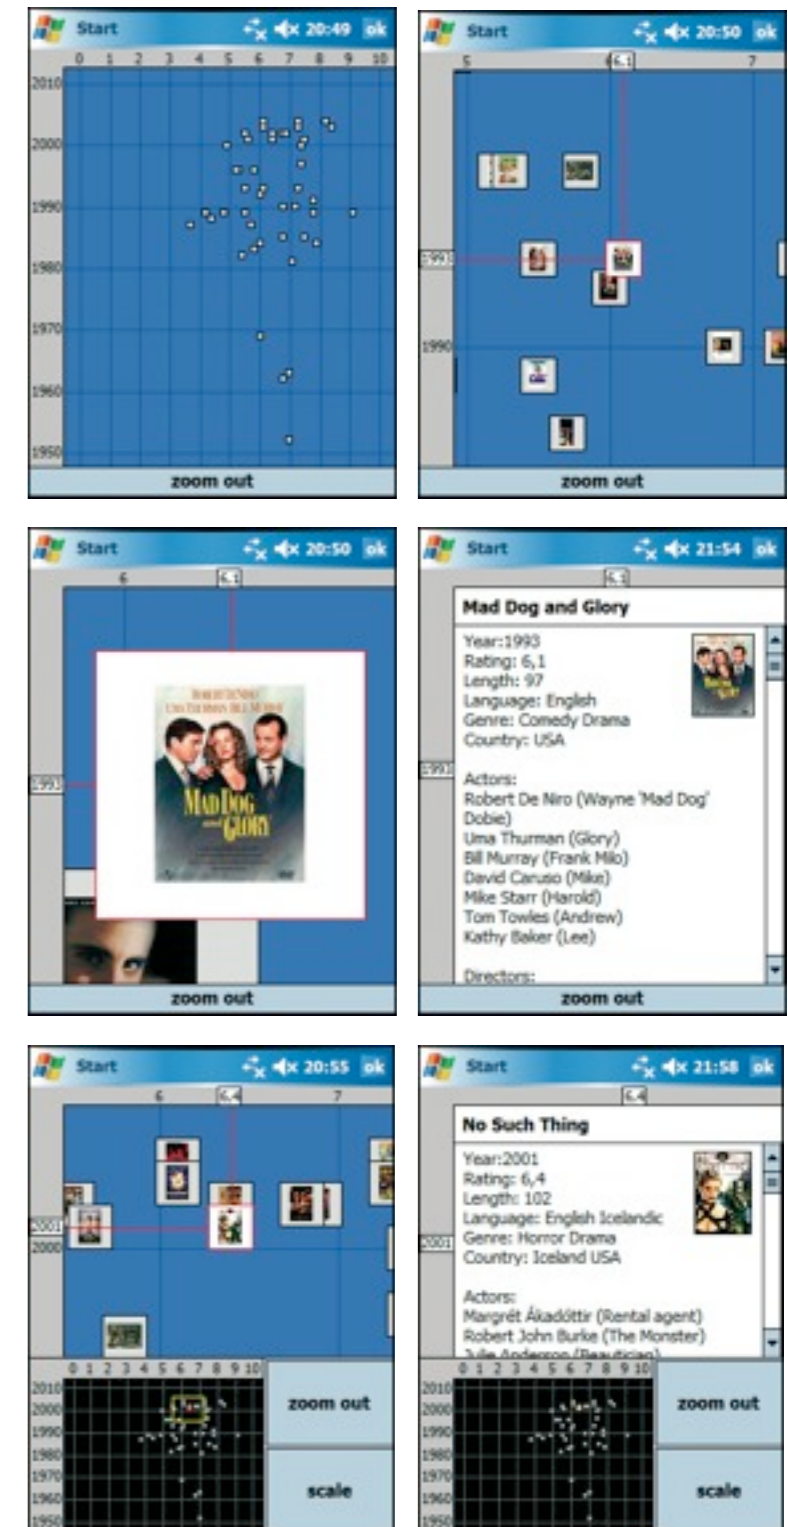 Start 20:49 ok
0 1 2 3 4 5 6 7 8 9 10
2010
2000
1990
1980
1970
1960
1950
zoom out
Start 20:50 ok
5 6,1 7
1993
1990
zoom out
Start 20:50 ok
6 6,1
1993
ROBERT DE NIRO
UMA THURMAN BILL MURRAY
MAD DOG
and GLORY
zoom out
Start 21:54 ok
6,1
Mad Dog and Glory
Year:1993
Rating: 6,1
Length: 97
Language: English
Genre: Comedy Drama
Country: USA
1993
Actors:
Robert De Niro (Wayne 'Mad Dog'
Dobie)
Uma Thurman (Glory)
Bill Murray (Frank Milo)
David Caruso (Mike)
Mike Starr (Harold)
Tom Towles (Andrew)
Kathy Baker (Lee)
Directors:
zoom out
Start 20:55 ok
6 6,4 7
2001
2000
0 1 2 3 4 5 6 7 8 9 10
2010
2000
1990
1980
1970
1960
1950
zoom out
scale
Start 21:58 ok
6,4
No Such Thing
Year:2001
Rating: 6,4
Length: 102
Language: English Icelandic
Genre: Horror Drama
Country: Iceland USA
2001
Actors:
Margrét Ákadóttir (Rental agent)
Robert John Burke (The Monster)
Julie Anderson (Beautician)
0 1 2 3 4 5 6 7 8 9 10
2010
2000
1990
1980
1970
1960
1950
zoom out
scale